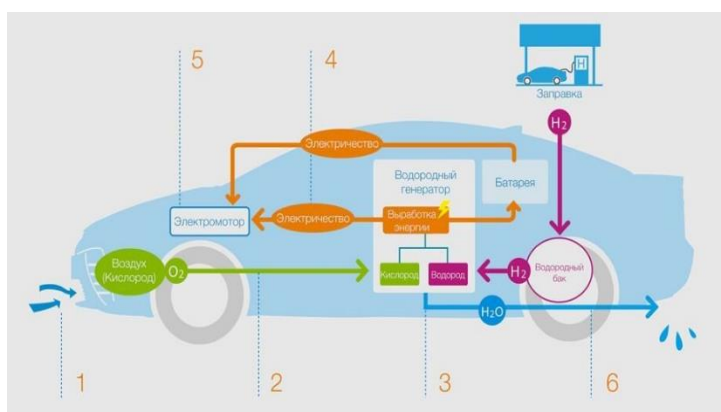 5
4
H
Заправка
H2
Электричество
Водородный
генератор
Батарея
Электромотор
Электричество
Выработка
энергии
Воздух
(Кислород)
O2
Кислород
Водород
H2
Водородный
бак
H2O
1
2
3
6